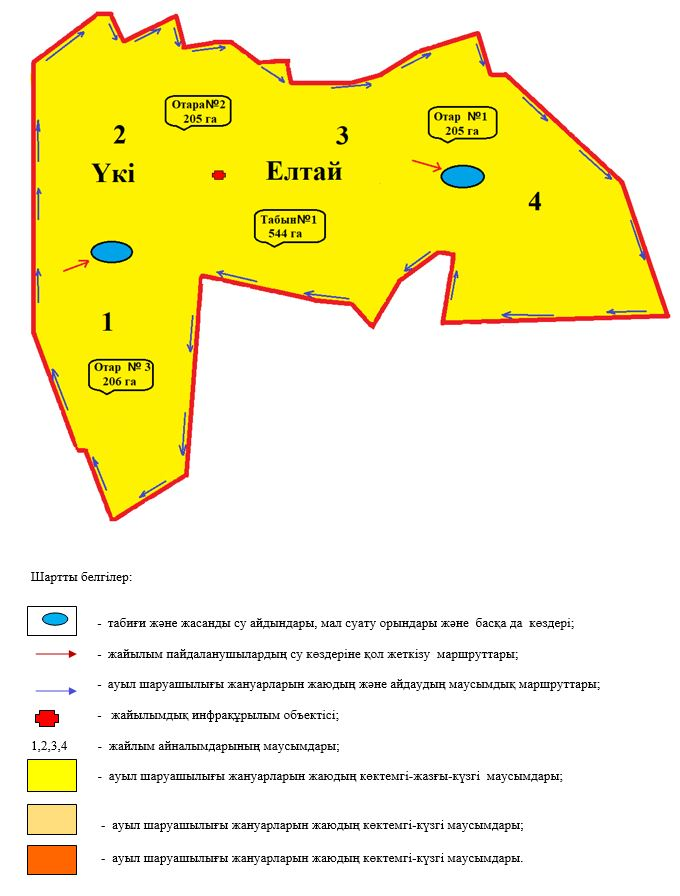 Отара№2
205 га
Отар №1
205 га
2
3
Үкі
Елтай
4
Табын№1
544 га
1
Отар № 3
206 га
Шартты белгілер:
- табиғи және жасанды су айдындары, мал суату орындары және басқа да көздері;
- жайылым пайдаланушылардың су көздеріне қол жеткізу маршруттары;
- ауыл шаруашылығы жануарларын жаюдың және айдаудың маусымдық маршруттары;
- жайылымдық инфрақұрылым объектісі;
1,2,3,4 - жайлым айналымдарының маусымдары;
- ауыл шаруашылығы жануарларын жаюдың көктемгі-жазғы-күзгі маусымдары;
- ауыл шаруашылығы жануарларын жаюдың көктемгі-күзгі маусымдары;
- ауыл шаруашылығы жануарларын жаюдың көктемгі-күзгі маусымдары.